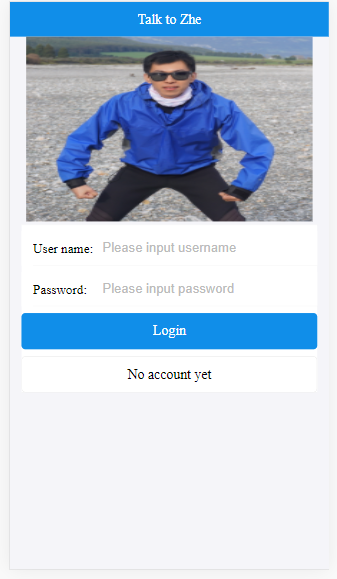 Talk to Zhe
User name: Please input username
Password: Please input password
Login
No account yet